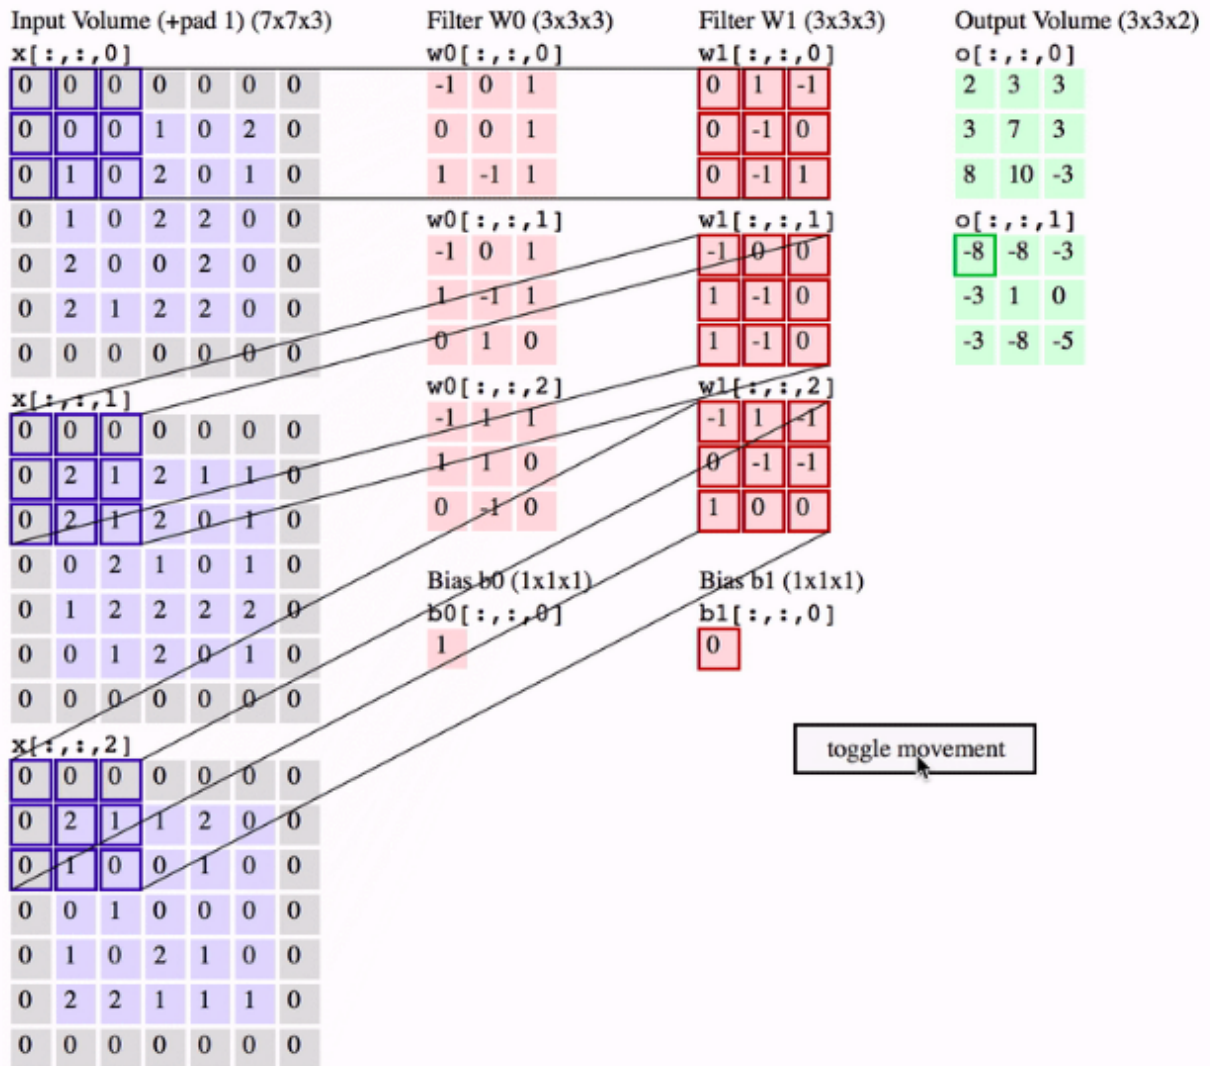 Input Volume (+pad 1) (7x7x3)
x[:,:,0]
0 0 0 0 0 0 0
0 0 0 1 0 2 0
0 1 0 2 0 1 0
0 1 0 2 2 0 0
0 2 0 0 2 0 0
0 2 1 2 2 0 0
0 0 0 0 0 0 0
x[:,:,1]
0 0 0 0 0 0 0
0 2 1 2 1 1 0
0 2 1 2 0 1 0
0 0 2 1 0 1 0
0 1 2 2 2 2 0
0 0 1 2 0 1 0
0 0 0 0 0 0 0
x[:,:,2]
0 0 0 0 0 0 0
0 2 1 1 2 0 0
0 1 0 0 1 0 0
0 0 1 0 0 0 0
0 1 0 2 1 0 0
0 2 2 1 1 1 0
0 0 0 0 0 0 0
Filter W0 (3x3x3)
w0[:,:,0]
-1 0 1
0 0 1
1 -1 1
w0[:,:,1]
-1 0 1
1 -1 1
0 1 0
w0[:,:,2]
-1 1 1
1 1 0
0 -1 0
Bias b0 (1x1x1)
b0[:,:,0]
1
Filter W1 (3x3x3)
w1[:,:,0]
0 1 -1
0 -1 0
0 -1 1
w1[:,:,1]
-1 0 0
1 -1 0
1 -1 0
w1[:,:,2]
-1 1 -1
0 -1 -1
1 0 0
Bias b1 (1x1x1)
b1[:,:,0]
0
Output Volume (3x3x2)
o[:,:,0]
2 3 3
3 7 3
8 10 -3
o[:,:,1]
-8 -8 -3
-3 1 0
-3 -8 -5
toggle movement